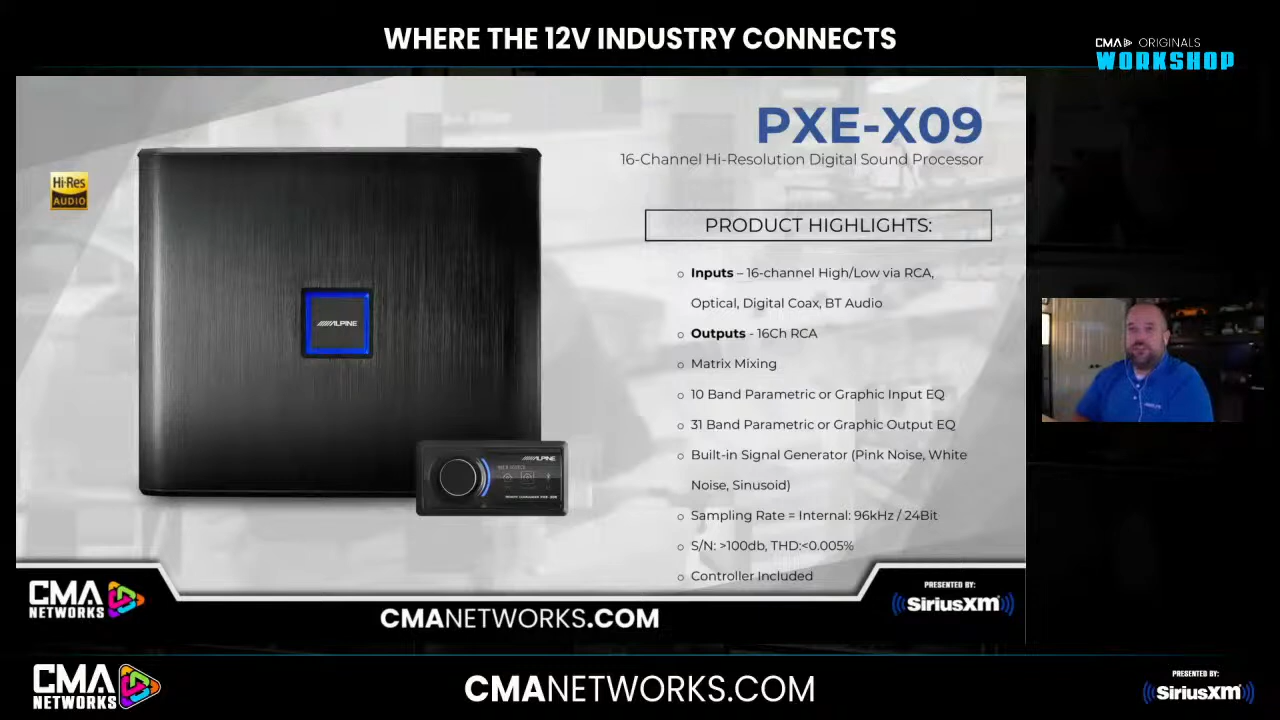 WHERE THE 12V INDUSTRY CONNECTS
CMA ORIGINALS
WORKSHOP
PXE-X09
16-Channel Hi-Resolution Digital Sound Processor
Hi-Res
AUDIO
PRODUCT HIGHLIGHTS:
Inputs – 16-channel High/Low via RCA,
Optical, Digital Coax, BT Audio
Outputs - 16Ch RCA
Matrix Mixing
10 Band Parametric or Graphic Input EQ
31 Band Parametric or Graphic Output EQ
Built-in Signal Generator (Pink Noise, White
Noise, Sinusoid)
Sampling Rate = Internal: 96kHz / 24Bit
S/N: >100db, THD:<0.005%
Controller Included
ALPINE
ALPINE
CMA
NETWORKS
CMANETWORKS.COM
PRESENTED BY:
SiriusXM
CMA
NETWORKS
CMANETWORKS.COM
PRESENTED BY:
SiriusXM